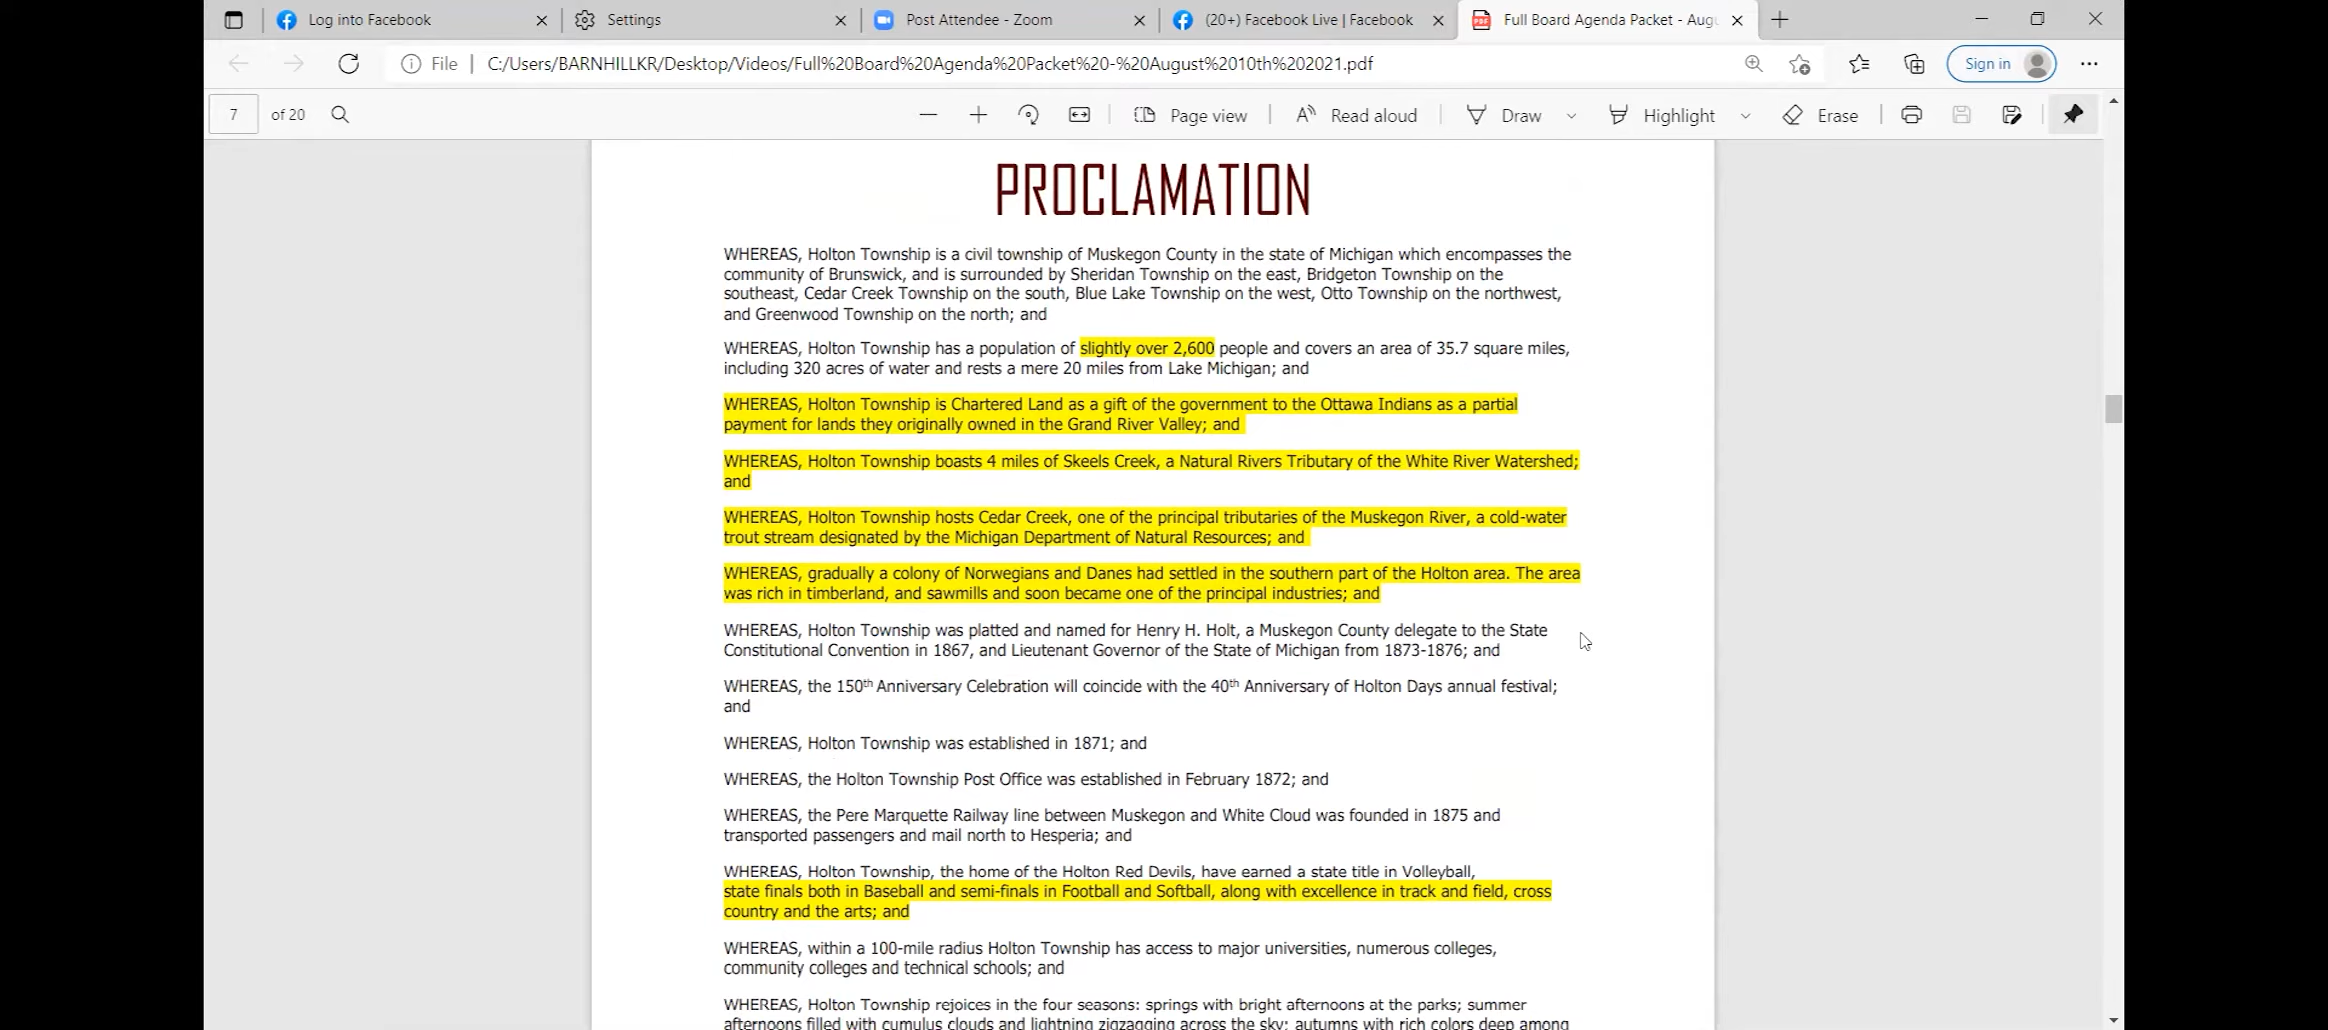 Log into Facebook
Settings
Post Attendee - Zoom
(20+) Facebook Live | Facebook
Full Board Agenda Packet - Aug
File
C:/Users/BARNHILLKR/Desktop/Videos/Full%20Board%20Agenda%20Packet%20-%20August%2010th%202021.pdf
Sign in
7
of 20
Page view
Read aloud
Draw
Highlight
Erase
PROCLAMATION
WHEREAS, Holton Township is a civil township of Muskegon County in the state of Michigan which encompasses the
community of Brunswick, and is surrounded by Sheridan Township on the east, Bridgeton Township on the
southeast, Cedar Creek Township on the south, Blue Lake Township on the west, Otto Township on the northwest,
and Greenwood Township on the north; and
WHEREAS, Holton Township has a population of slightly over 2,600 people and covers an area of 35.7 square miles,
including 320 acres of water and rests a mere 20 miles from Lake Michigan; and
WHEREAS, Holton Township is Chartered Land as a gift of the government to the Ottawa Indians as a partial
payment for lands they originally owned in the Grand River Valley; and
WHEREAS, Holton Township boasts 4 miles of Skeels Creek, a Natural Rivers Tributary of the White River Watershed;
and
WHEREAS, Holton Township hosts Cedar Creek, one of the principal tributaries of the Muskegon River, a cold-water
trout stream designated by the Michigan Department of Natural Resources; and
WHEREAS, gradually a colony of Norwegians and Danes had settled in the southern part of the Holton area. The area
was rich in timberland, and sawmills and soon became one of the principal industries; and
WHEREAS, Holton Township was platted and named for Henry H. Holt, a Muskegon County delegate to the State
Constitutional Convention in 1867, and Lieutenant Governor of the State of Michigan from 1873-1876; and
WHEREAS, the 150th Anniversary Celebration will coincide with the 40th Anniversary of Holton Days annual festival;
and
WHEREAS, Holton Township was established in 1871; and
WHEREAS, the Holton Township Post Office was established in February 1872; and
WHEREAS, the Pere Marquette Railway line between Muskegon and White Cloud was founded in 1875 and
transported passengers and mail north to Hesperia; and
WHEREAS, Holton Township, the home of the Holton Red Devils, have earned a state title in Volleyball,
state finals both in Baseball and semi-finals in Football and Softball, along with excellence in track and field, cross
country and the arts; and
WHEREAS, within a 100-mile radius Holton Township has access to major universities, numerous colleges,
community colleges and technical schools; and
WHEREAS, Holton Township rejoices in the four seasons: springs with bright afternoons at the parks; summer
afternoons filled with cumulus clouds and lightning zigzagging across the sky; autumns with rich colors deep among